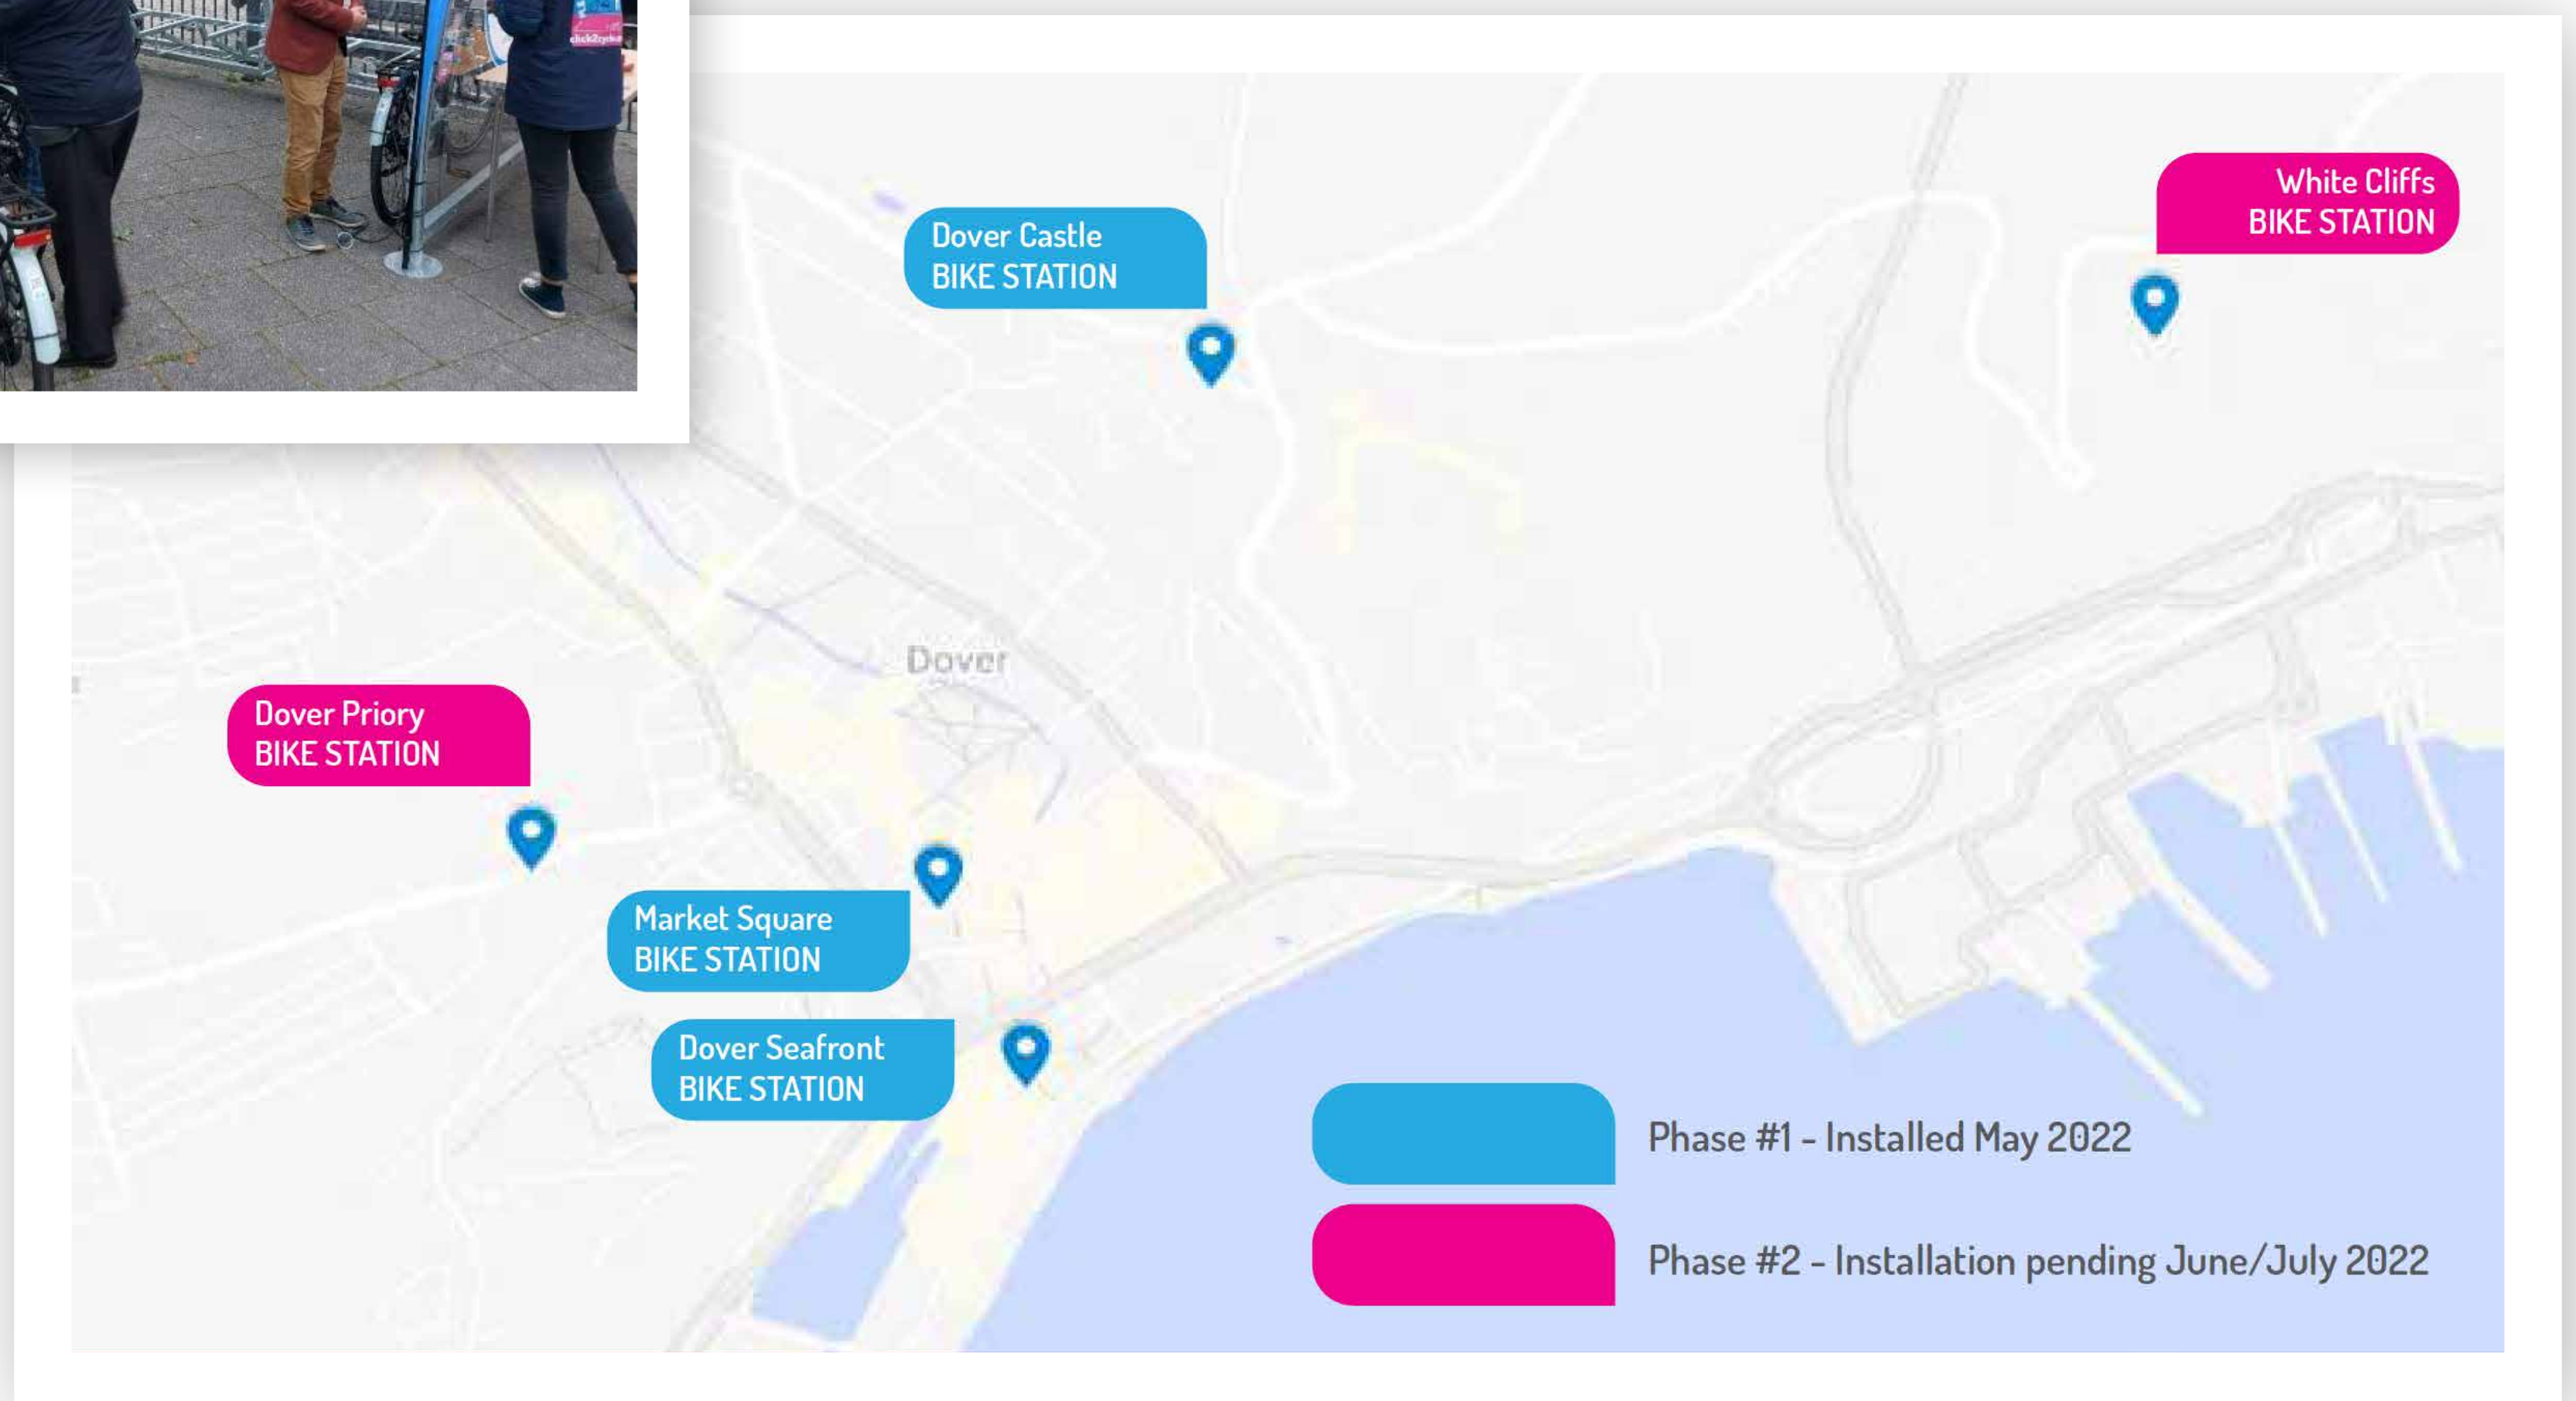 click2cycle
White Cliffs
BIKE STATION
Dover Castle
BIKE STATION
Dover
Dover Priory
BIKE STATION
Market Square
BIKE STATION
Dover Seafront
BIKE STATION
Phase #1 - Installed May 2022
Phase #2 - Installation pending June/July 2022